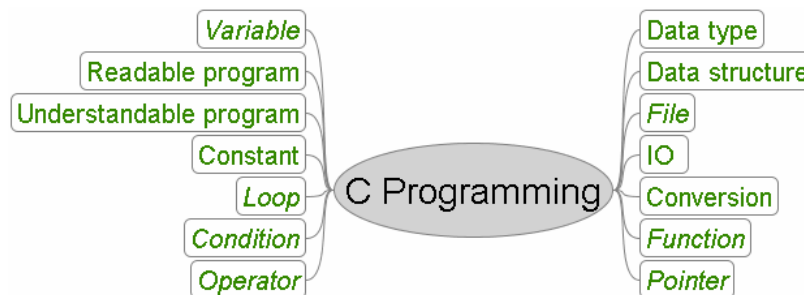 Variable
Readable program
Understandable program
Constant
Loop
Condition
Operator
C Programming
Data type
Data structure
File
IO
Conversion
Function
Pointer